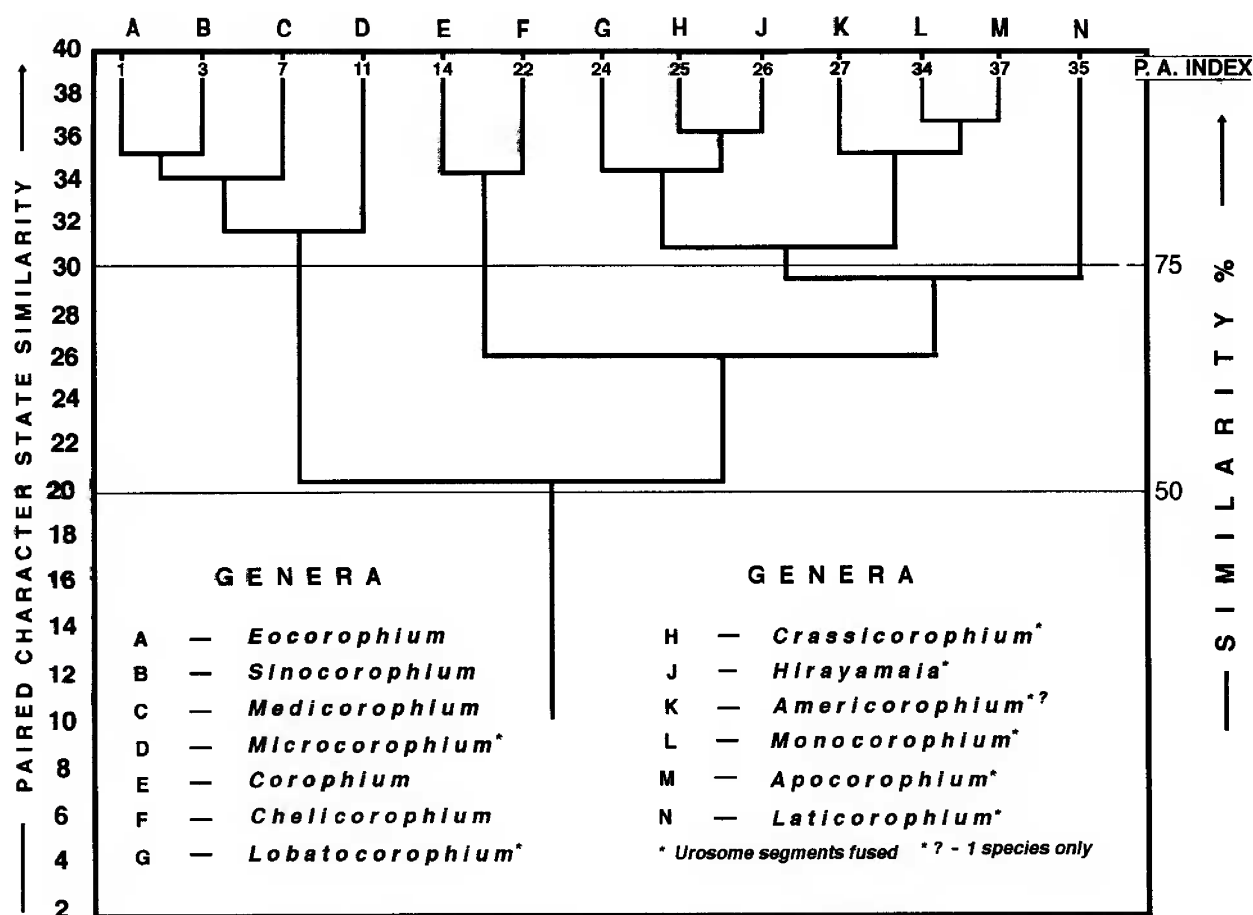 A B C D E F G H J K L M N
1 3 7 11 14 22 24 25 26 27 34 37 35 P. A. INDEX
40
38
36
34
32
30
28
26
24
22
20
18
16
14
12
10
8
6
4
2
PAIRED CHARACTER STATE SIMILARITY
75
50
SIMILARITY %
GENERA
A — Eocorophium
B — Sinocorophium
C — Medicorophium
D — Microcorophium*
E — Corophium
F — Chelicorophium
G — Lobatocorophium*
GENERA
H — Crassicorophium*
J — Hirayamaia*
K — Americorophium*?
L — Monocorophium*
M — Apocorophium*
N — Laticorophium*
* Urosome segments fused *? - 1 species only